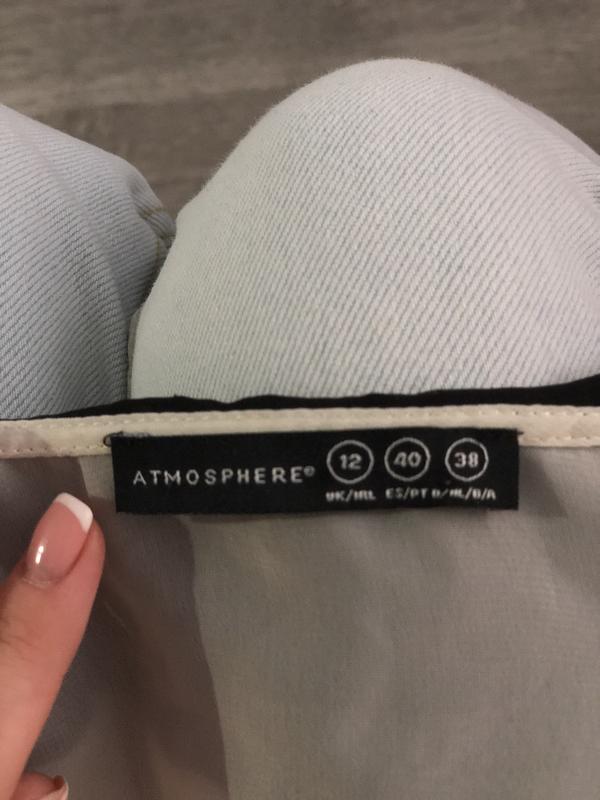 ATMOSPHERE® 12 40 38
UK/IRL ES/PT D/NL/B/A